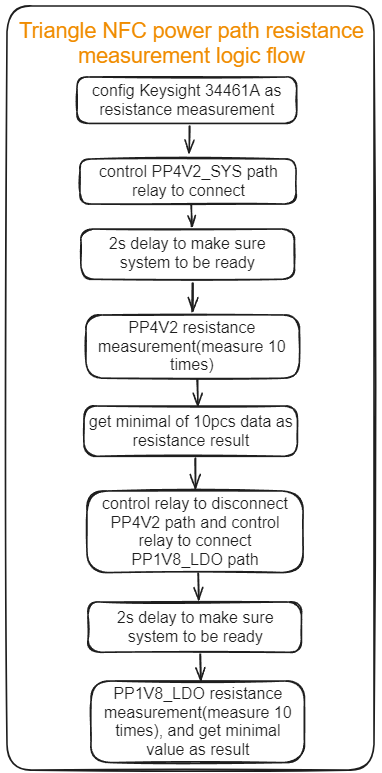 Triangle NFC power path resistance
measurement logic flow
config Keysight 34461A as
resistance measurement
control PP4V2_SYS path
relay to connect
2s delay to make sure
system to be ready
PP4V2 resistance
measurement(measure 10
times)
get minimal of 10pcs data as
resistance result
control relay to disconnect
PP4V2 path and control
relay to connect
PP1V8_LDO path
2s delay to make sure
system to be ready
PP1V8_LDO resistance
measurement(measure 10
times), and get minimal
value as result